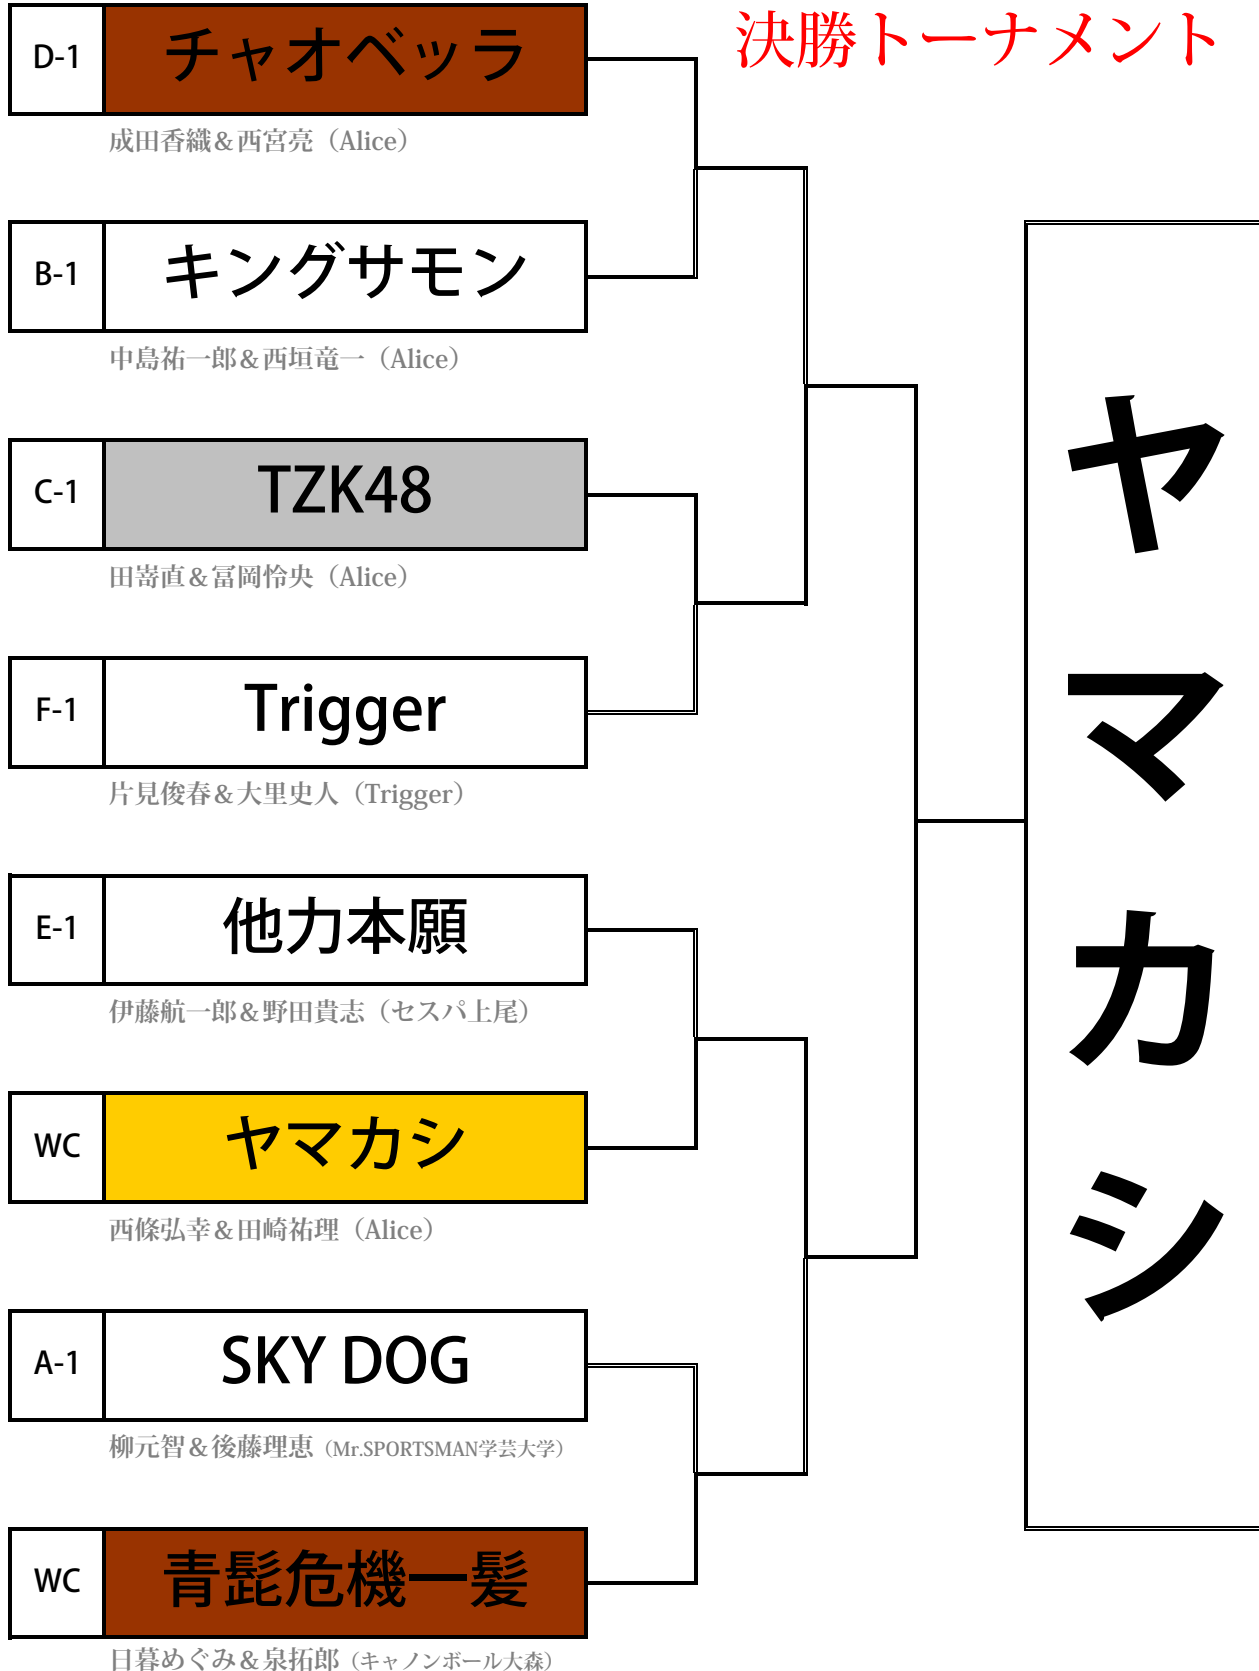 決勝トーナメント
D-1 チャオベッラ
成田香織＆西宮亮（Alice）
B-1 キングサモン
中島祐一郎＆西垣竜一（Alice）
C-1 TZK48
田嵜直＆冨岡怜央（Alice）
F-1 Trigger
片見俊春＆大里史人（Trigger）
E-1 他力本願
伊藤航一郎＆野田貴志（セスパ上尾）
WC ヤマカシ
西條弘幸＆田崎祐理（Alice）
A-1 SKY DOG
柳元智＆後藤理恵（Mr.SPORTSMAN学芸大学）
WC 青髭危機一髪
日暮めぐみ＆泉拓郎（キャノンボール大森）
ヤマカシ